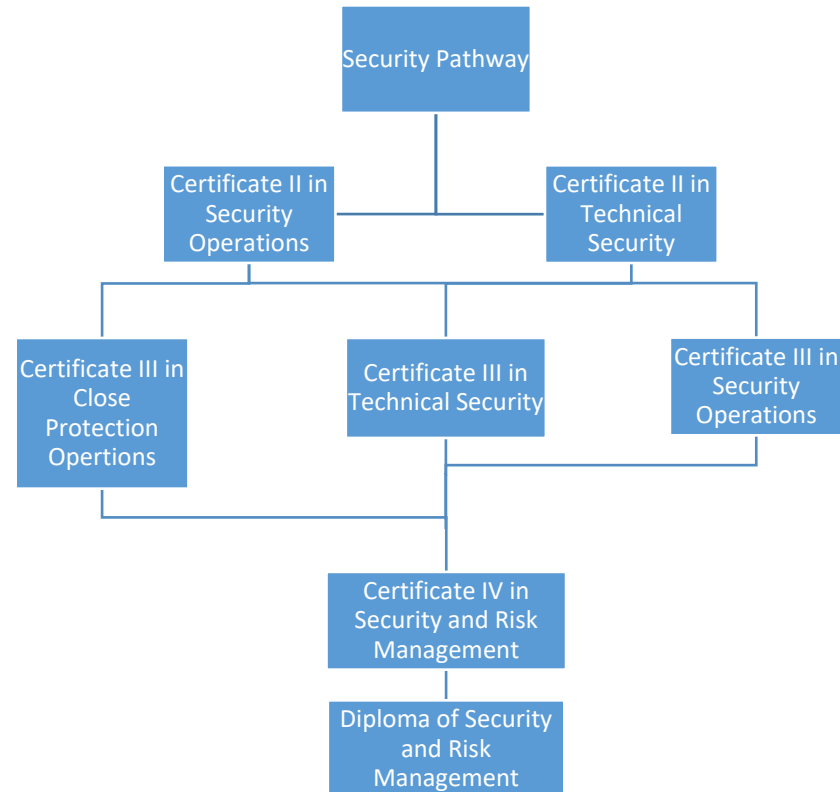 Security Pathway
Certificate II in
Security
Operations
Certificate II in
Technical
Security
Certificate III in
Close
Protection
Opertions
Certificate III in
Technical Security
Certificate III in
Security
Operations
Certificate IV in
Security and Risk
Management
Diploma of Security
and Risk
Management